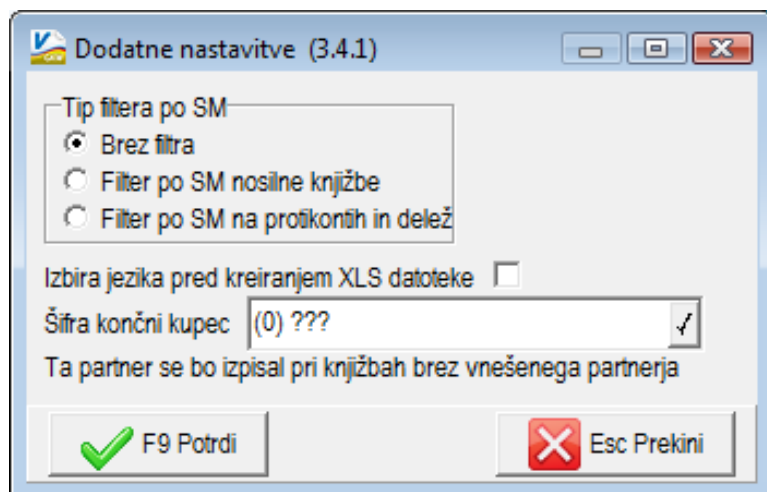 Dodatne nastavitve (3.4.1)
Tip filtera po SM
Brez filtra
Filter po SM nosilne knjižbe
Filter po SM na protikontih in delež
Izbira jezika pred kreiranjem XLS datoteke
Šifra končni kupec (0) ???
Ta partner se bo izpisal pri knjižbah brez vnešenega partnerja
F9 Potrdi
Esc Prekini